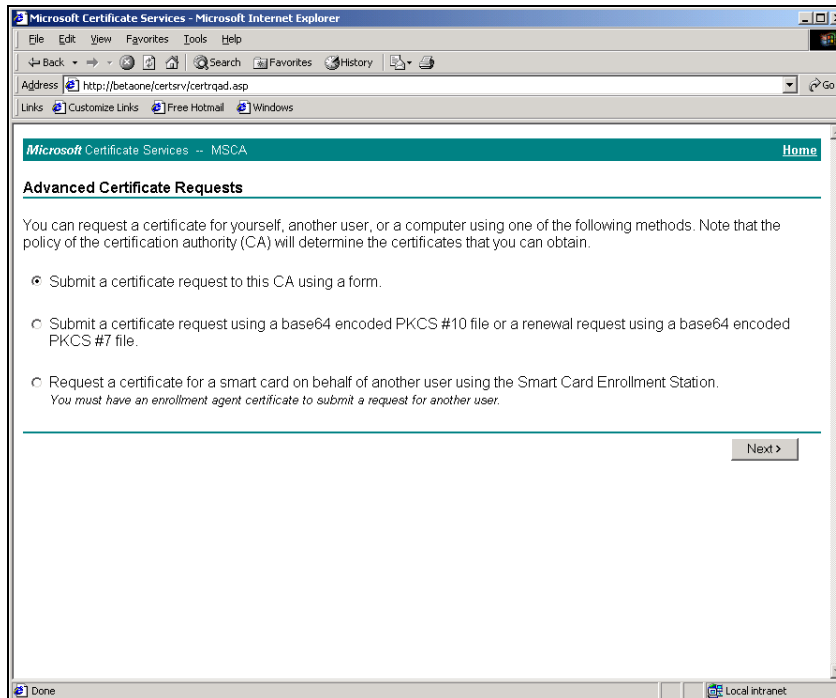 Microsoft Certificate Services - Microsoft Internet Explorer
File Edit View Favorites Tools Help
Back Search Favorites History
Address http://betaone/certsrv/certrqad.asp Go
Links Customize Links Free Hotmail Windows
Microsoft Certificate Services -- MSCA Home
Advanced Certificate Requests
You can request a certificate for yourself, another user, or a computer using one of the following methods. Note that the
policy of the certification authority (CA) will determine the certificates that you can obtain.
Submit a certificate request to this CA using a form.
Submit a certificate request using a base64 encoded PKCS #10 file or a renewal request using a base64 encoded
PKCS #7 file.
Request a certificate for a smart card on behalf of another user using the Smart Card Enrollment Station.
You must have an enrollment agent certificate to submit a request for another user.
Next >
Done Local intranet